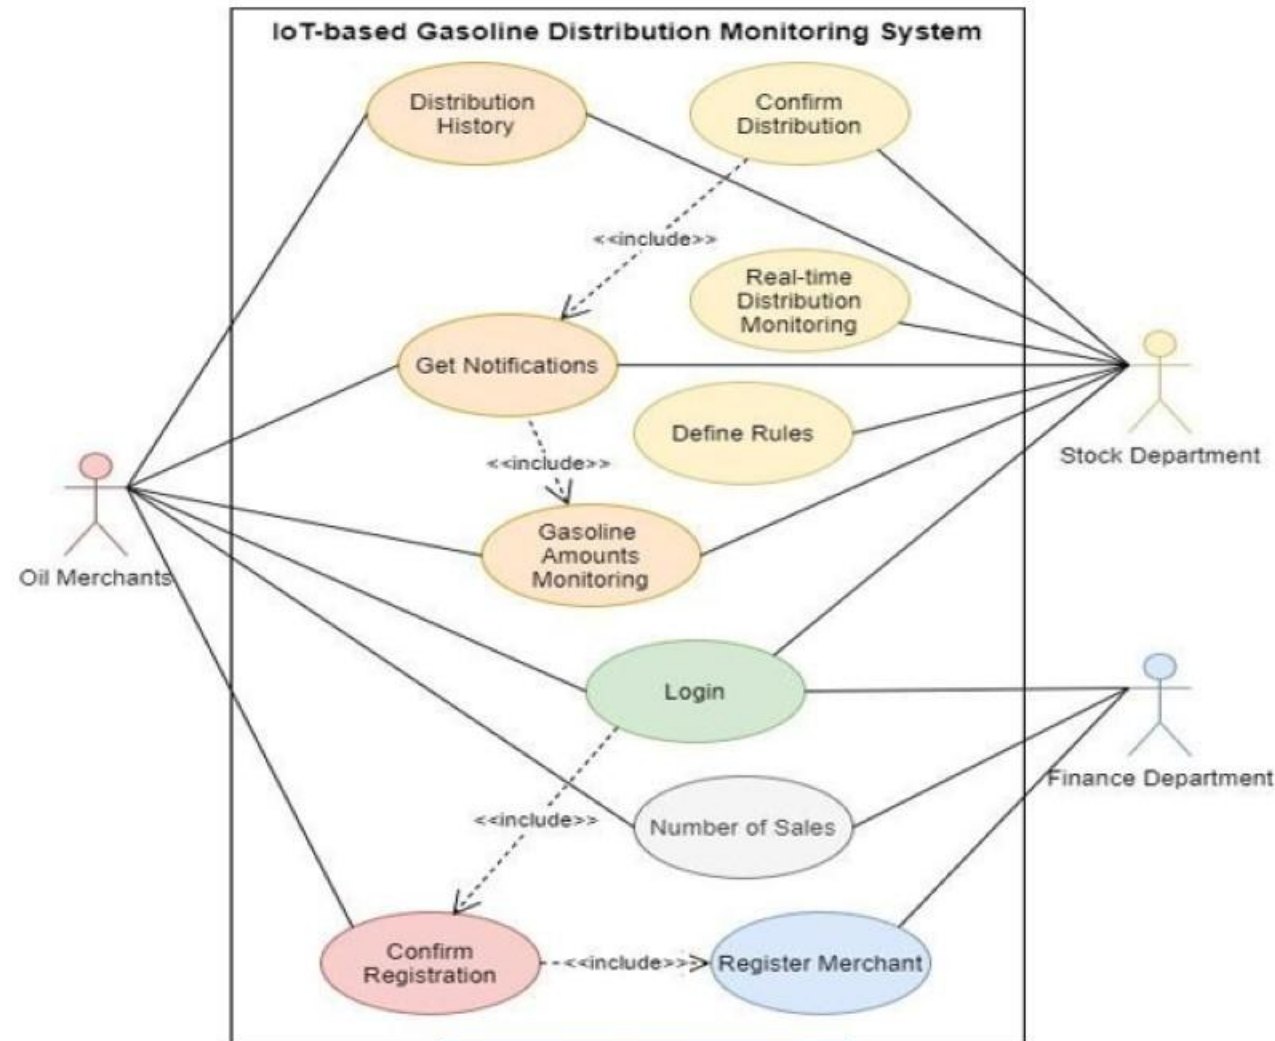 IoT-based Gasoline Distribution Monitoring System
Distribution
History
Confirm
Distribution
<<include>>
Real-time
Distribution
Monitoring
Get Notifications
Define Rules
Stock Department
<<include>>
Gasoline
Amounts
Monitoring
Oil Merchants
Login
Finance Department
<<include>>
Number of Sales
Confirm
Registration
<<include>>
Register Merchant